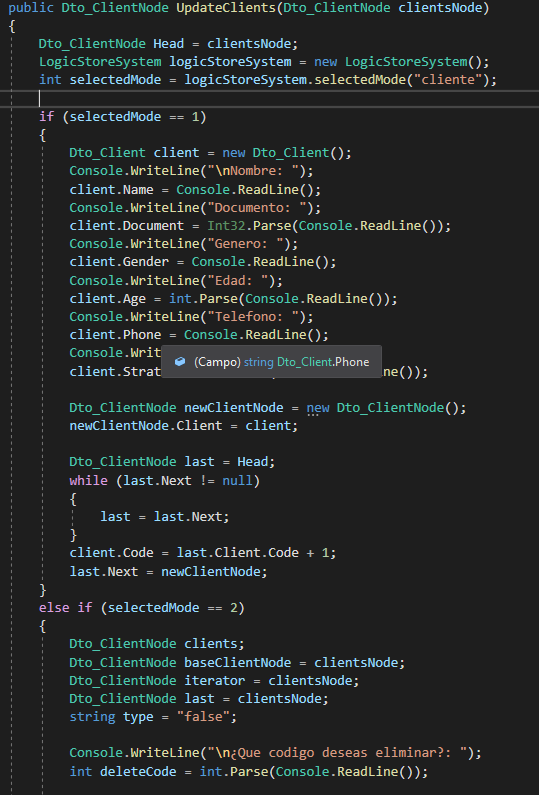 public Dto_ClientNode UpdateClients(Dto_ClientNode clientsNode)
{
Dto_ClientNode Head = clientsNode;
LogicStoreSystem logicStoreSystem = new LogicStoreSystem();
int selectedMode = logicStoreSystem.selectedMode("cliente");
if (selectedMode == 1)
{
Dto_Client client = new Dto_Client();
Console.WriteLine("\nNombre: ");
client.Name = Console.ReadLine();
Console.WriteLine("Documento: ");
client.Document = Int32.Parse(Console.ReadLine());
Console.WriteLine("Genero: ");
client.Gender = Console.ReadLine();
Console.WriteLine("Edad: ");
client.Age = int.Parse(Console.ReadLine());
Console.WriteLine("Telefono: ");
client.Phone = Console.ReadLine();
Console.Wri
(Campo) string Dto_Client.Phone
client.Strat ne());
Dto_ClientNode newClientNode = new Dto_ClientNode();
newClientNode.Client = client;
Dto_ClientNode last = Head;
while (last.Next != null)
{
last = last.Next;
}
client.Code = last.Client.Code + 1;
last.Next = newClientNode;
}
else if (selectedMode == 2)
{
Dto_ClientNode clients;
Dto_ClientNode baseClientNode = clientsNode;
Dto_ClientNode iterator = clientsNode;
Dto_ClientNode last = clientsNode;
string type = "false";
Console.WriteLine("\n¿Que codigo deseas eliminar?: ");
int deleteCode = int.Parse(Console.ReadLine());